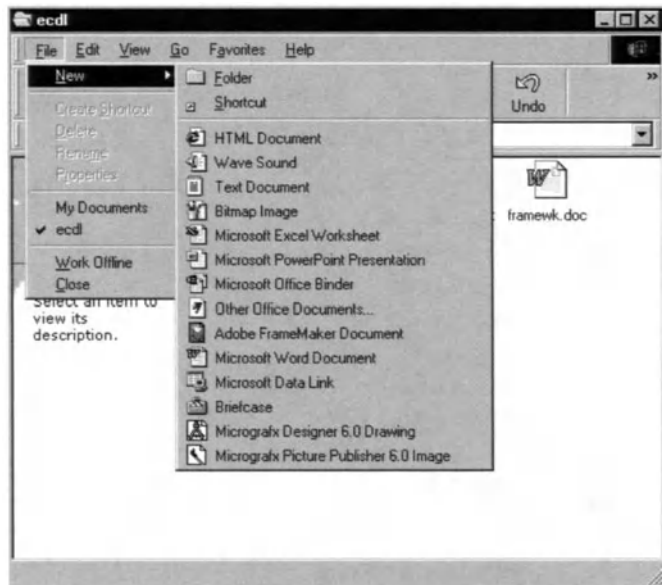 ecdl
File Edit View Go Favorites Help
New
Create Shortcut
Delete
Rename
Properties
My Documents
ecdl
Work Offline
Close
Folder
Shortcut
HTML Document
Wave Sound
Text Document
Bitmap Image
Microsoft Excel Worksheet
Microsoft PowerPoint Presentation
Microsoft Office Binder
Other Office Documents...
Adobe FrameMaker Document
Microsoft Word Document
Microsoft Data Link
Briefcase
Micrografx Designer 6.0 Drawing
Micrografx Picture Publisher 6.0 Image
Undo
»
framewk.doc
Select an item to
view its
description.